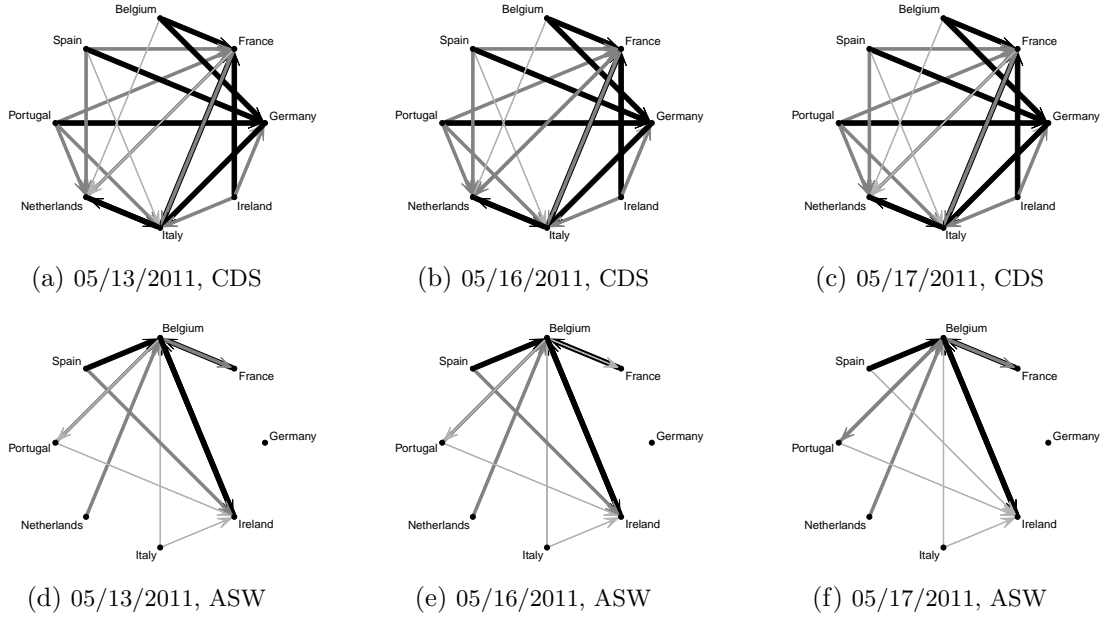 Belgium
Spain
France
Portugal
Germany
Netherlands
Ireland
Italy
(a) 05/13/2011, CDS
Belgium
Spain
France
Portugal
Germany
Netherlands
Ireland
Italy
(b) 05/16/2011, CDS
Belgium
Spain
France
Portugal
Germany
Netherlands
Ireland
Italy
(c) 05/17/2011, CDS
Belgium
Spain
France
Portugal
Germany
Netherlands
Ireland
Italy
(d) 05/13/2011, ASW
Belgium
Spain
France
Portugal
Germany
Netherlands
Ireland
Italy
(e) 05/16/2011, ASW
Belgium
Spain
France
Portugal
Germany
Netherlands
Ireland
Italy
(f) 05/17/2011, ASW